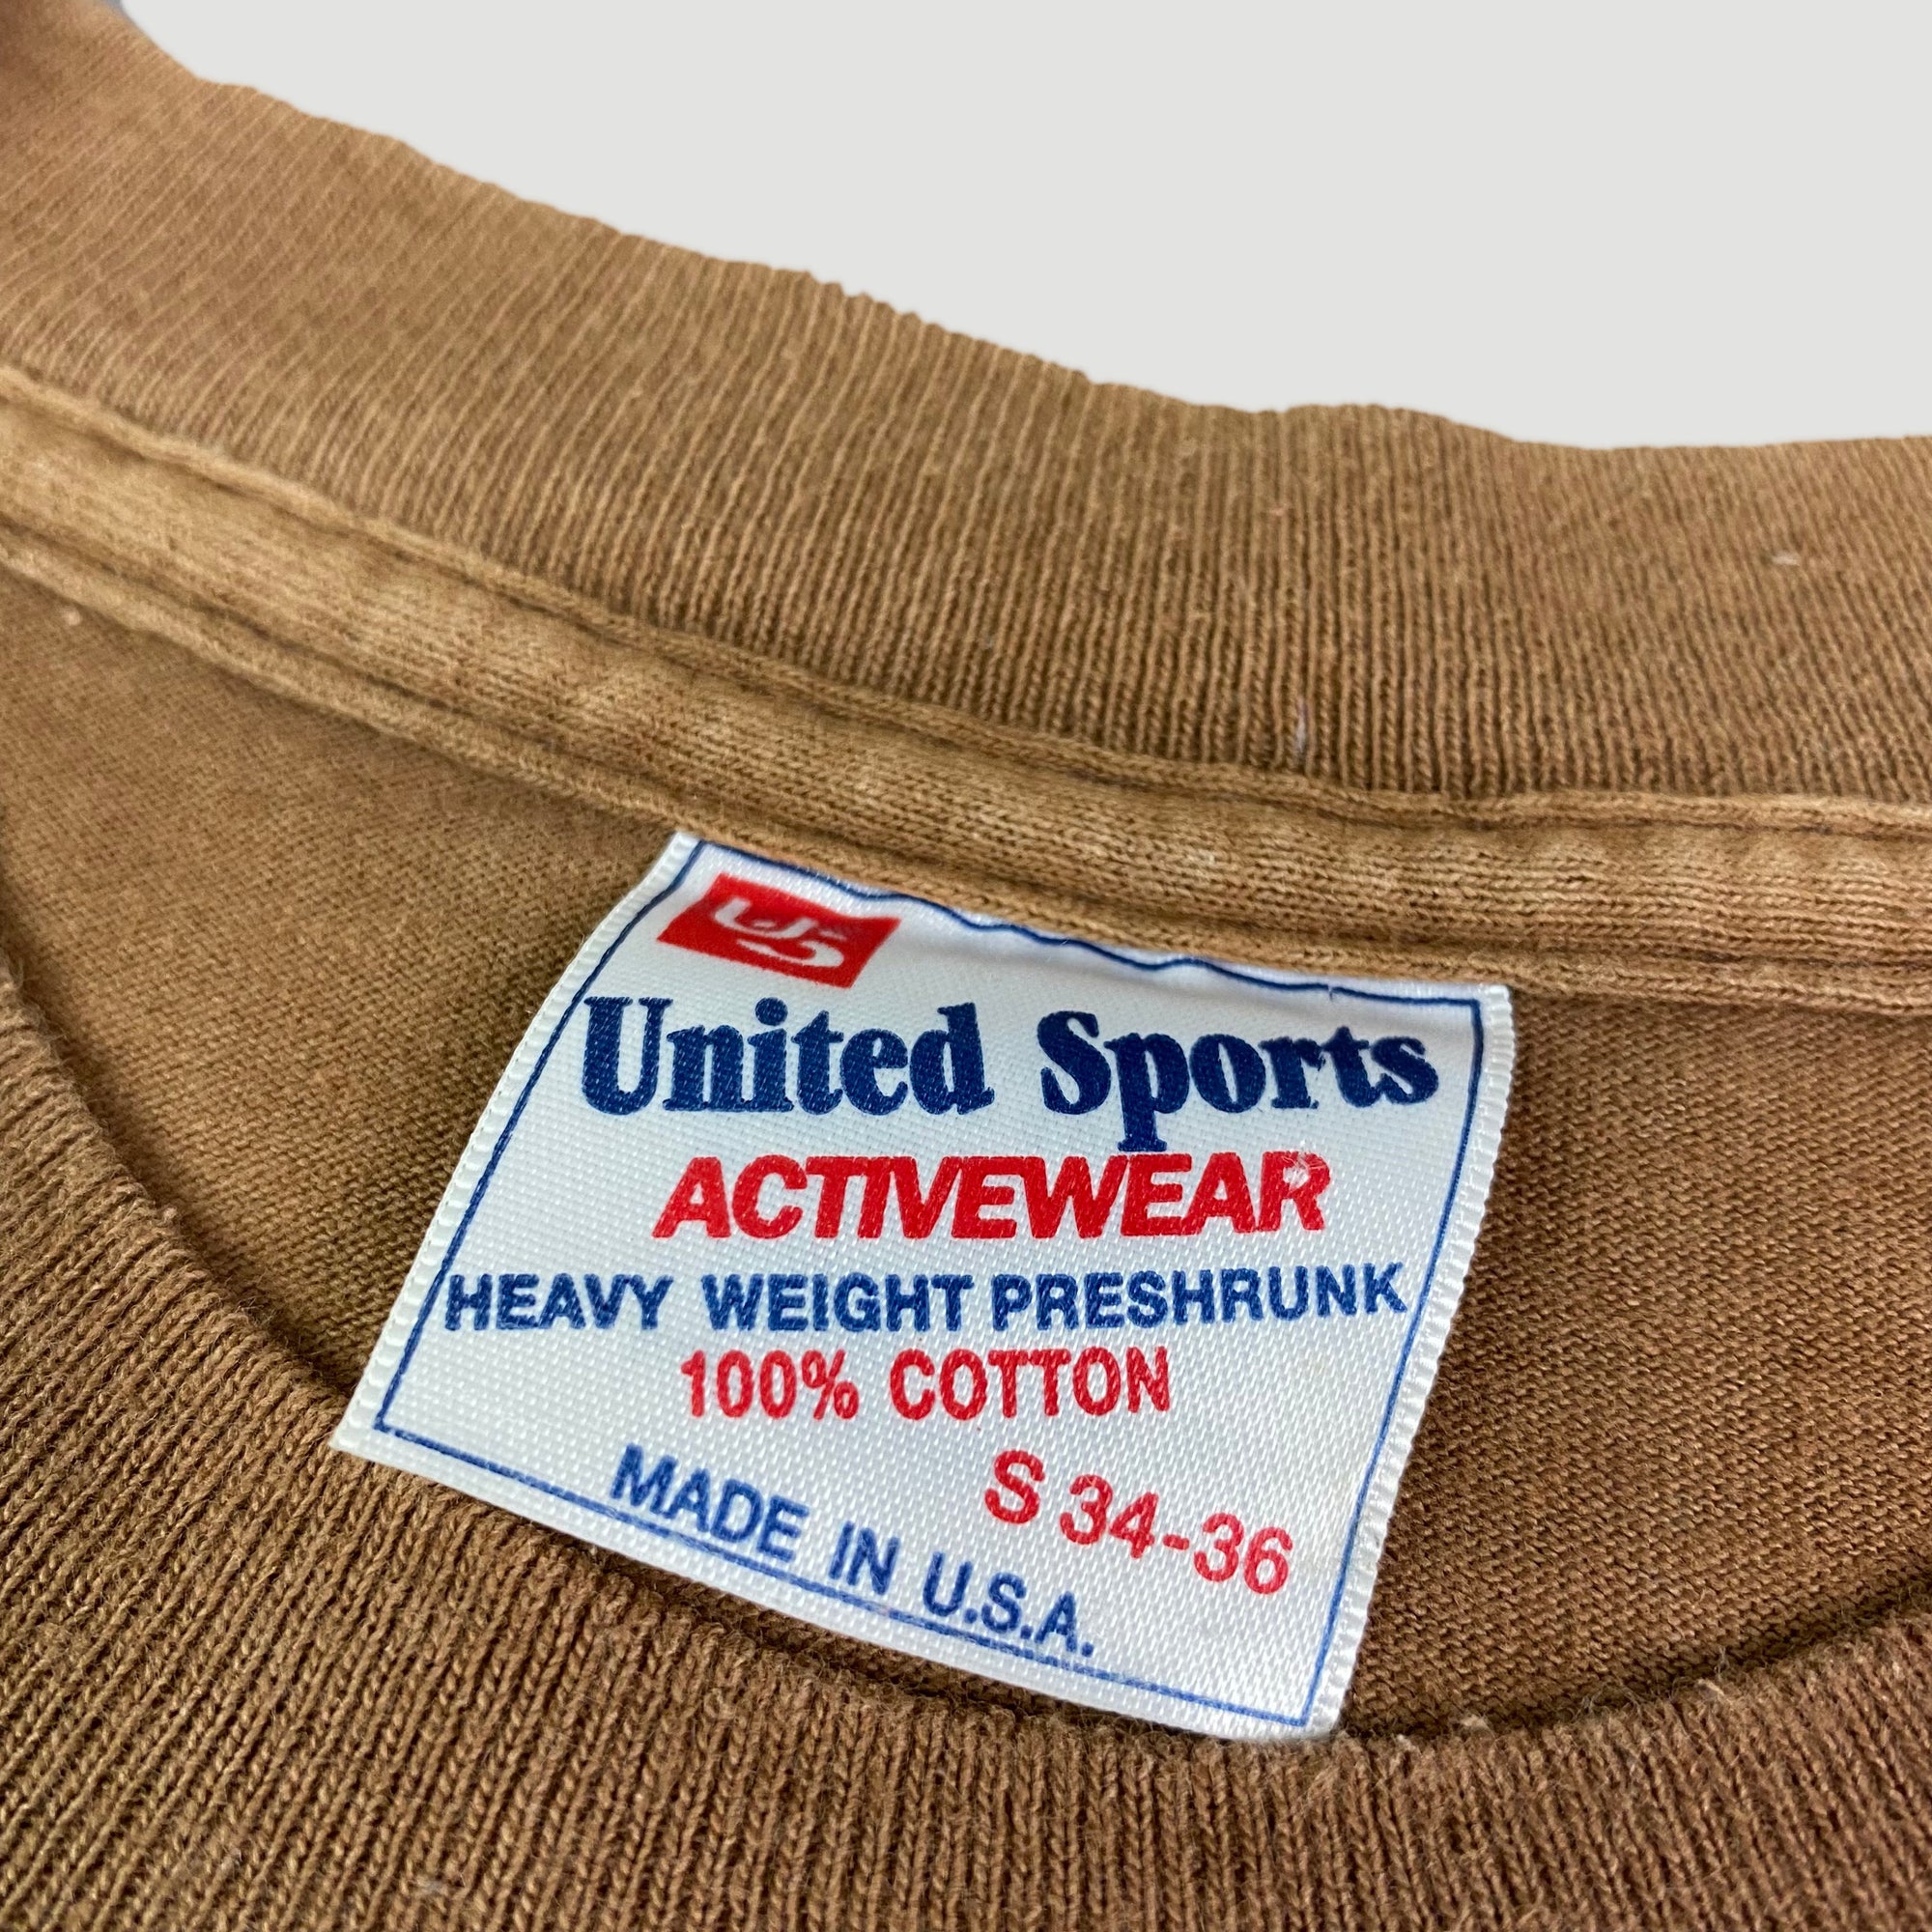 US
United Sports
ACTIVEWEAR
HEAVY WEIGHT PRESHRUNK
100% COTTON
S 34-36
MADE IN U.S.A.